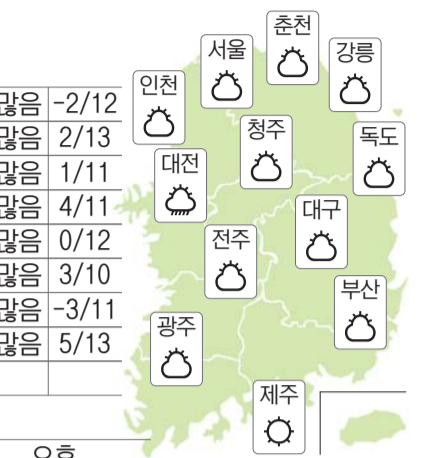 많음 -2/12
많음 2/13
많음 1/11
많음 4/11
많음 0/12
많음 3/10
많음 -3/11
많음 5/13
오후
춘천
서울
강릉
인천
청주
독도
대전
대구
전주
부산
광주
제주